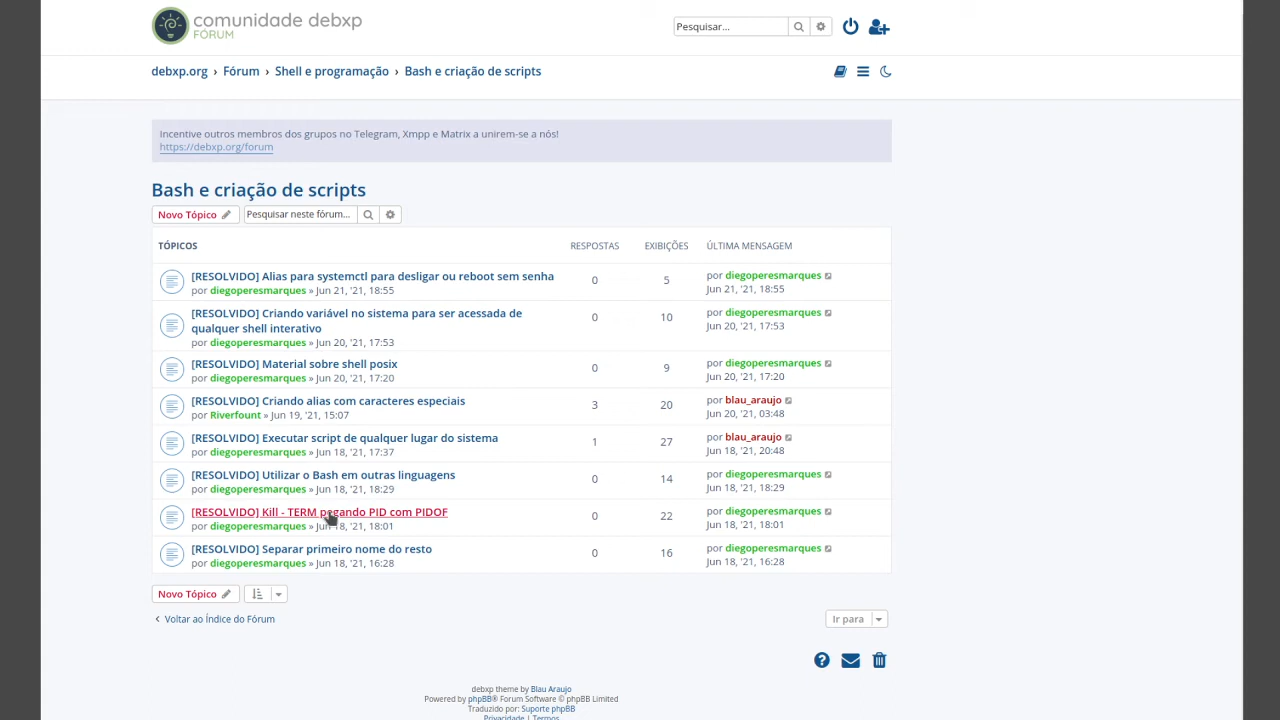 comunidade debxp
FÓRUM
Pesquisar…
debxp.org › Fórum › Shell e programação › Bash e criação de scripts
Incentive outros membros dos grupos no Telegram, Xmpp e Matrix a unirem-se a nós!
https://debxp.org/forum
Bash e criação de scripts
Novo Tópico Pesquisar neste fórum…
TÓPICOS RESPOSTAS EXIBIÇÕES ÚLTIMA MENSAGEM
[RESOLVIDO] Alias para systemctl para desligar ou reboot sem senha
por diegoperesmarques » Jun 21, '21, 18:55
0 5
por diegoperesmarques
Jun 21, '21, 18:55
[RESOLVIDO] Criando variável no sistema para ser acessada de
qualquer shell interativo
por diegoperesmarques » Jun 20, '21, 17:53
0 10
por diegoperesmarques
Jun 20, '21, 17:53
[RESOLVIDO] Material sobre shell posix
por diegoperesmarques » Jun 20, '21, 17:20
0 9
por diegoperesmarques
Jun 20, '21, 17:20
[RESOLVIDO] Criando alias com caracteres especiais
por Riverfount » Jun 19, '21, 15:07
3 20
por blau_araujo
Jun 20, '21, 03:48
[RESOLVIDO] Executar script de qualquer lugar do sistema
por diegoperesmarques » Jun 18, '21, 17:37
1 27
por blau_araujo
Jun 18, '21, 20:48
[RESOLVIDO] Utilizar o Bash em outras linguagens
por diegoperesmarques » Jun 18, '21, 18:29
0 14
por diegoperesmarques
Jun 18, '21, 18:29
[RESOLVIDO] Kill - TERM pegando PID com PIDOF
por diegoperesmarques » Jun 18, '21, 18:01
0 22
por diegoperesmarques
Jun 18, '21, 18:01
[RESOLVIDO] Separar primeiro nome do resto
por diegoperesmarques » Jun 18, '21, 16:28
0 16
por diegoperesmarques
Jun 18, '21, 16:28
Novo Tópico
‹ Voltar ao Índice do Fórum
Ir para
debxp theme by Blau Araujo
Powered by phpBB® Forum Software © phpBB Limited
Traduzido por: Suporte phpBB
Privacidade | Termos